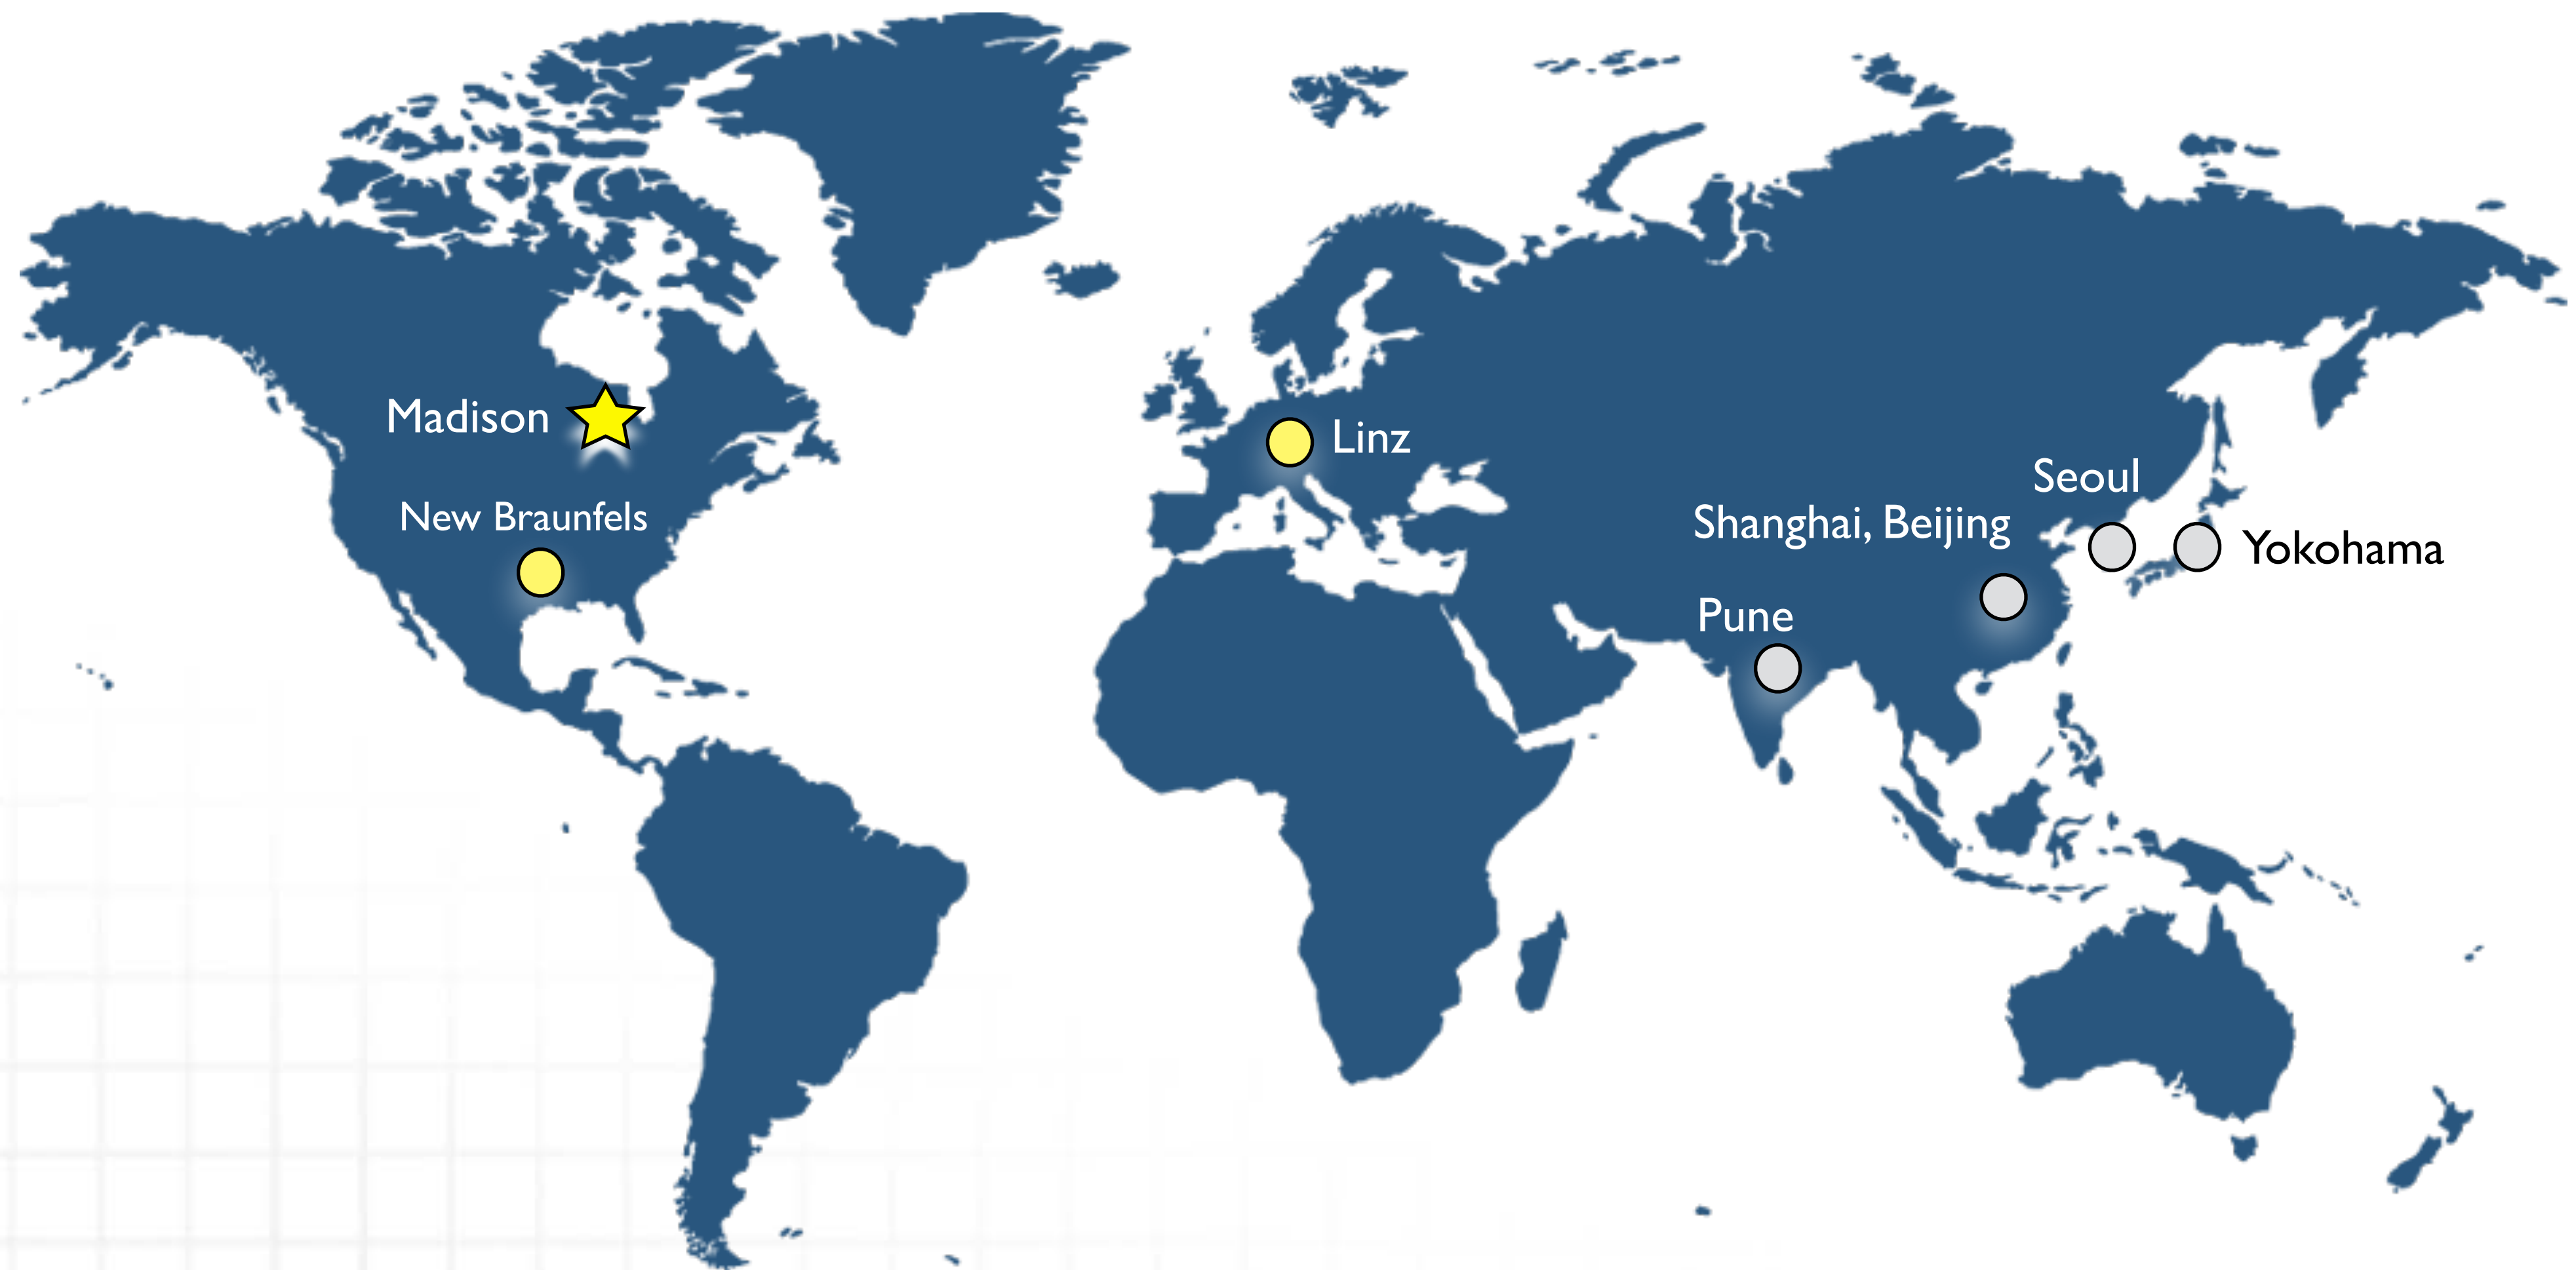 Madison
Linz
Seoul
New Braunfels
Shanghai, Beijing
Yokohama
Pune